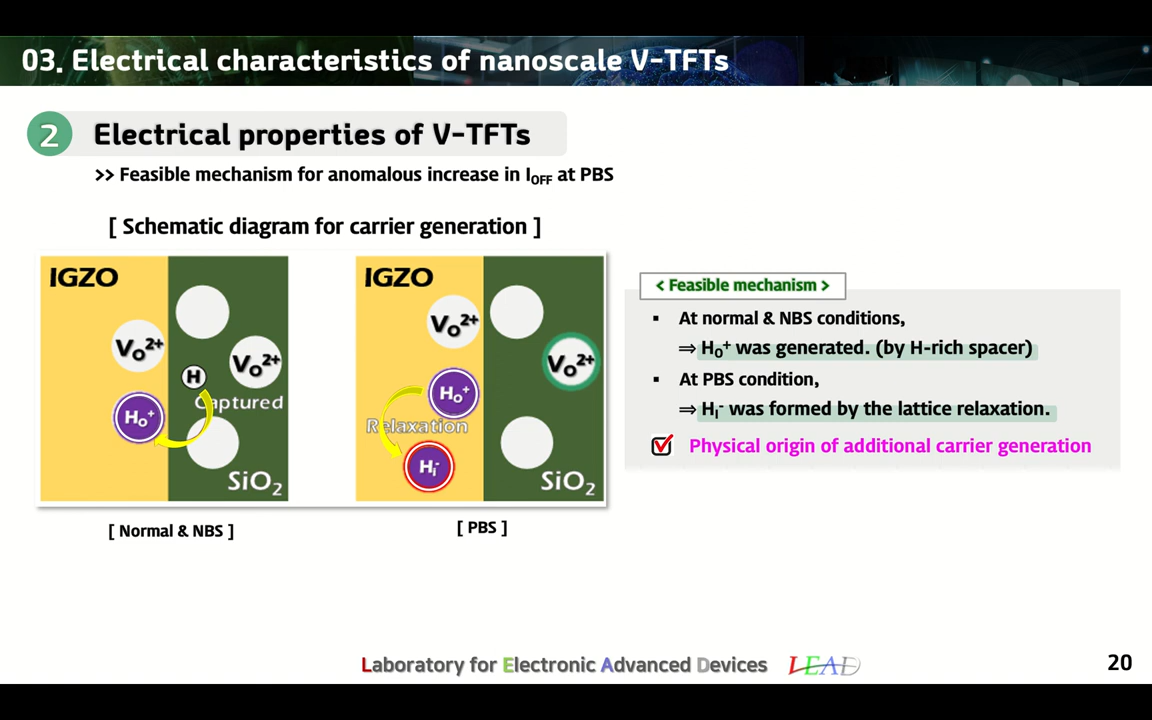 03. Electrical characteristics of nanoscale V-TFTs
2 Electrical properties of V-TFTs
>> Feasible mechanism for anomalous increase in I_OFF at PBS
[ Schematic diagram for carrier generation ]
IGZO
Vo²⁺
Vo²⁺
H
Captured
Ho⁺
SiO₂
[ Normal & NBS ]
IGZO
Vo²⁺
Vo²⁺
Ho⁺
Relaxation
Hi⁻
SiO₂
[ PBS ]
< Feasible mechanism >
▪ At normal & NBS conditions,
⇒ Ho⁺ was generated. (by H-rich spacer)
▪ At PBS condition,
⇒ Hi⁻ was formed by the lattice relaxation.
Physical origin of additional carrier generation
Laboratory for Electronic Advanced Devices LEAD
20